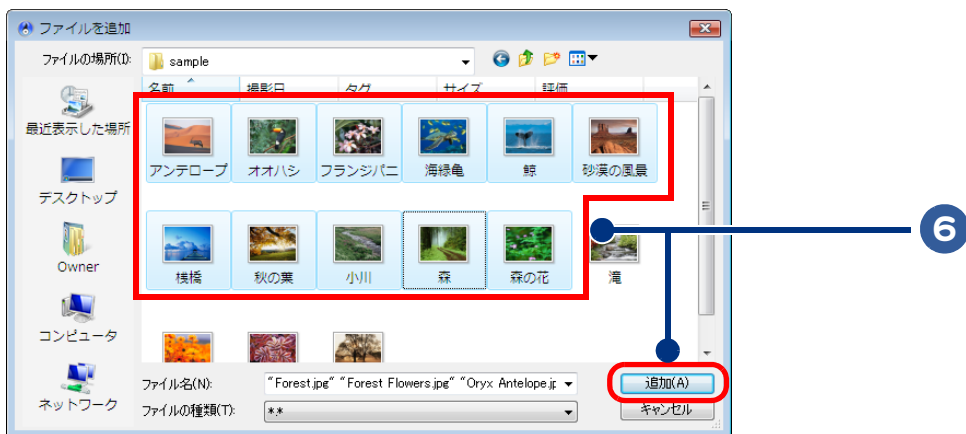 ファイルを追加
ファイルの場所(I):
sample
名前 撮影日 タグ サイズ 評価
最近表示した場所
デスクトップ
Owner
コンピュータ
ネットワーク
アンテロープ オオハシ フランジパニ 海緑亀 鯨 砂漠の風景
桟橋 秋の葉 小川 森 森の花 滝
ファイル名(N): "Forest.jpg" "Forest Flowers.jpg" "Oryx Antelope.jp
追加(A)
ファイルの種類(T): *.*
キャンセル
6